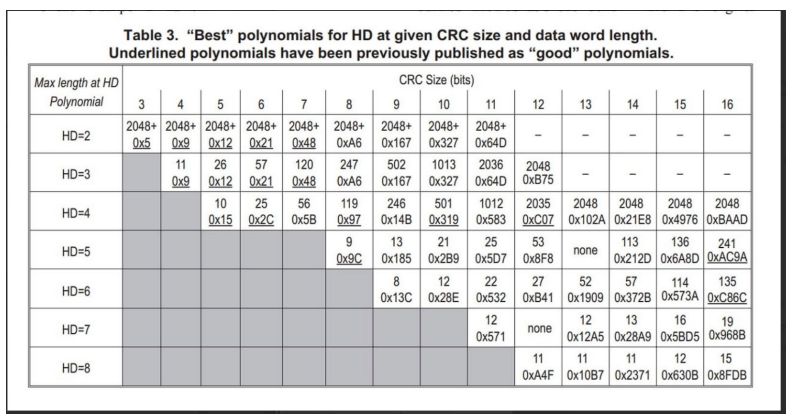 Table 3. “Best” polynomials for HD at given CRC size and data word length.
Underlined polynomials have been previously published as “good” polynomials.
Max length at HD CRC Size (bits)
Polynomial 3 4 5 6 7 8 9 10 11 12 13 14 15 16
2048+ 2048+ 2048+ 2048+ 2048+ 2048+ 2048+ 2048+ 2048+
HD=2 – – – – –
0x5 0x9 0x12 0x21 0x48 0xA6 0x167 0x327 0x64D
11 26 57 120 247 502 1013 2036 2048
HD=3 – – – –
0x9 0x12 0x21 0x48 0xA6 0x167 0x327 0x64D 0xB75
10 25 56 119 246 501 1012 2035 2048 2048 2048 2048
HD=4
0x15 0x2C 0x5B 0x97 0x14B 0x319 0x583 0xC07 0x102A 0x21E8 0x4976 0xBAAD
9 13 21 25 53 113 136 241
HD=5 none
0x9C 0x185 0x2B9 0x5D7 0x8F8 0x212D 0x6A8D 0xAC9A
8 12 22 27 52 57 114 135
HD=6
0x13C 0x28E 0x532 0xB41 0x1909 0x372B 0x573A 0xC86C
12 12 13 16 19
HD=7 none
0x571 0x12A5 0x28A9 0x5BD5 0x968B
11 11 11 12 15
HD=8
0xA4F 0x10B7 0x2371 0x630B 0x8FDB